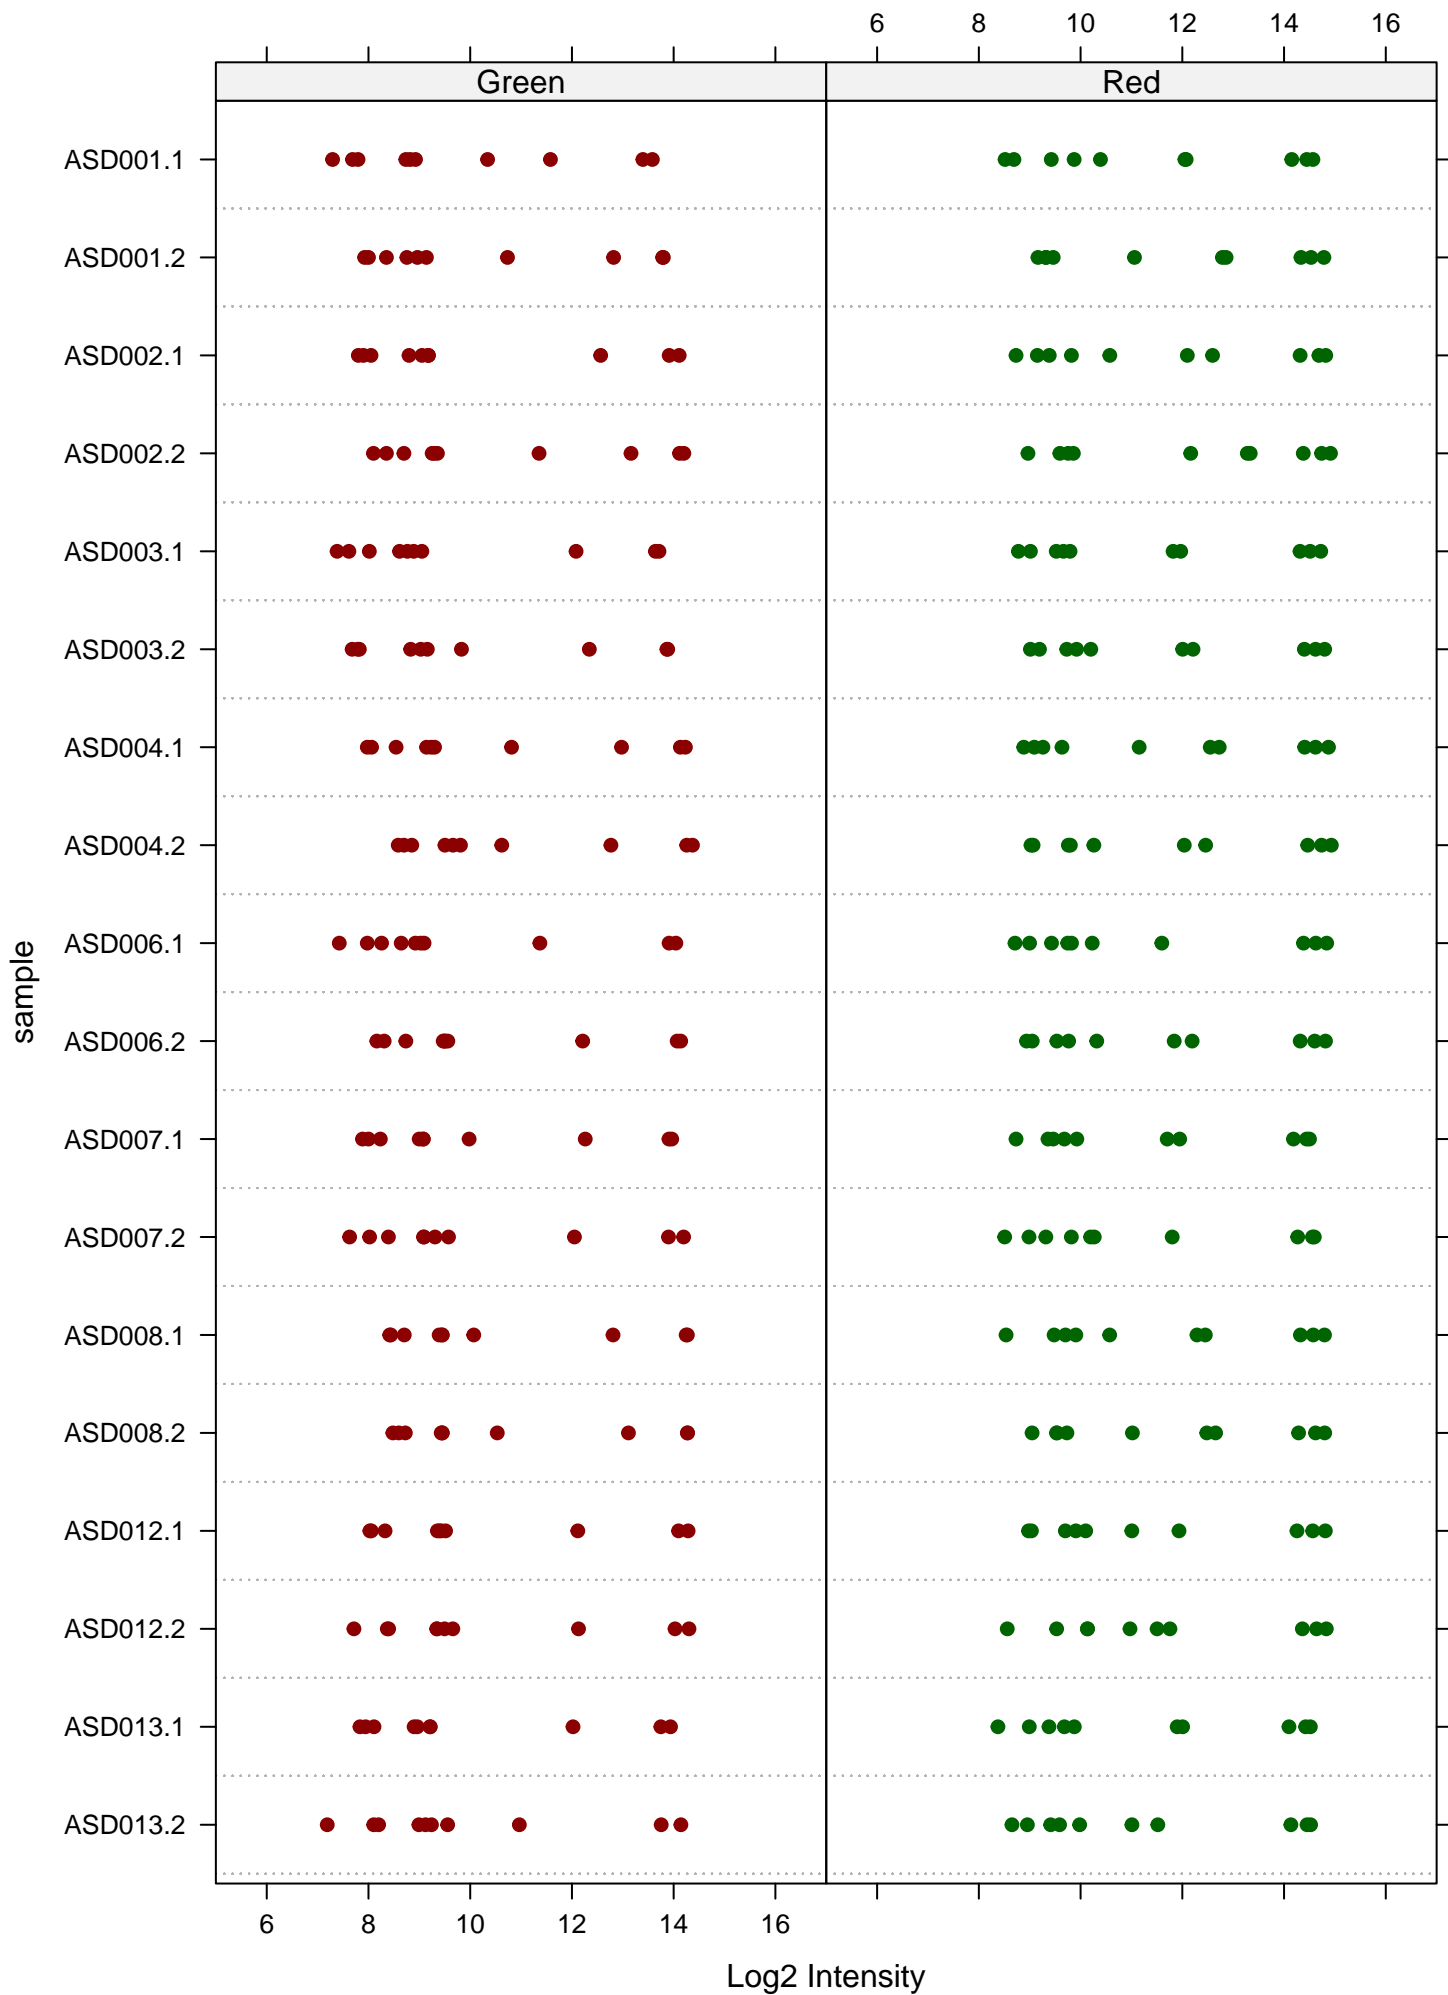 6 8 10 12 14 16
Green Red
ASD001.1
ASD001.2
ASD002.1
ASD002.2
ASD003.1
ASD003.2
ASD004.1
ASD004.2
ASD006.1
ASD006.2
ASD007.1
ASD007.2
ASD008.1
ASD008.2
ASD012.1
ASD012.2
ASD013.1
ASD013.2
sample
6 8 10 12 14 16
Log2 Intensity